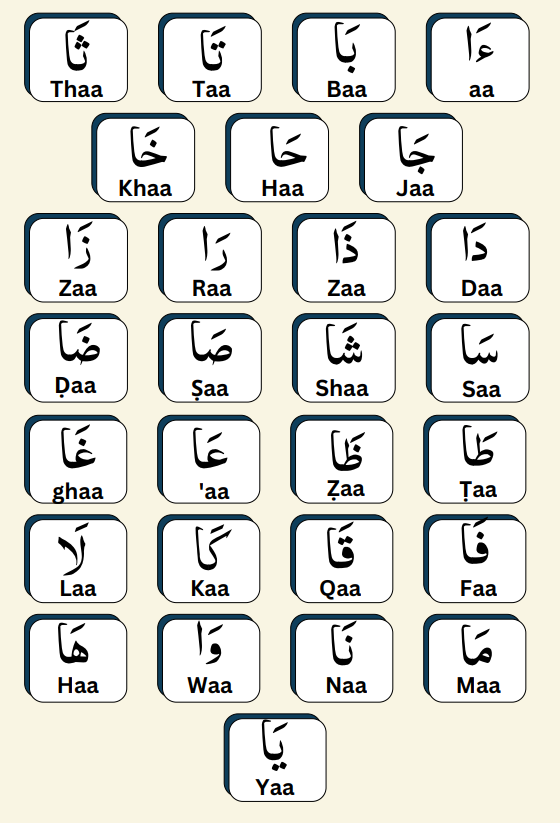 ءَا
aa
بَا
Baa
تَا
Taa
ثَا
Thaa
جَا
Jaa
حَا
Haa
خَا
Khaa
دَا
Daa
ذَا
Zaa
رَا
Raa
زَا
Zaa
سَا
Saa
شَا
Shaa
صَا
Ṣaa
ضَا
Ḍaa
طَا
Ṭaa
ظَا
Ẓaa
عَا
'aa
غَا
ghaa
فَا
Faa
قَا
Qaa
كَا
Kaa
لَا
Laa
مَا
Maa
نَا
Naa
وَا
Waa
هَا
Haa
يَا
Yaa